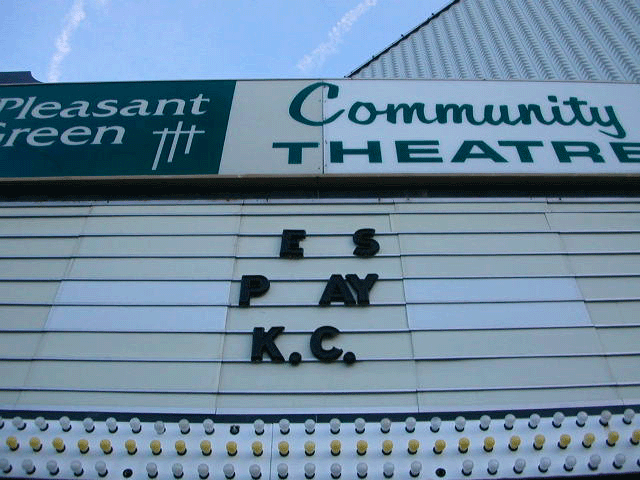 Pleasant
Green
Community
THEATRE
E S
P AY
K.C.